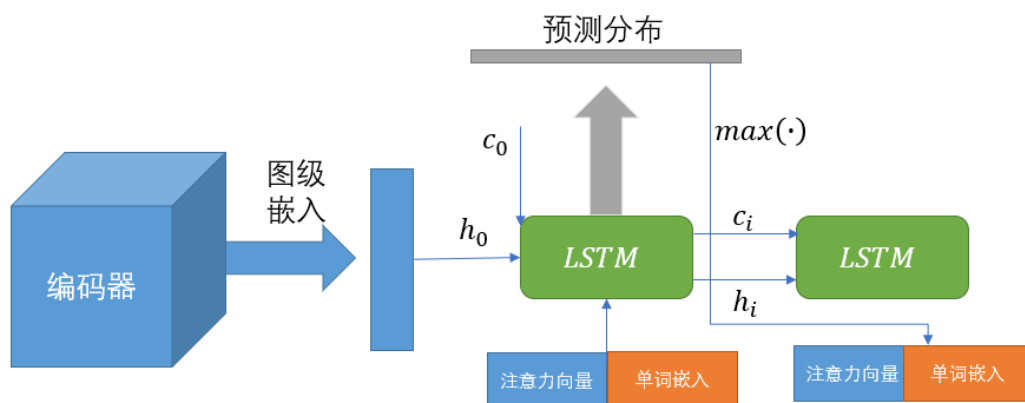 预测分布
max(·)
c₀
图级
嵌入
h₀
cᵢ
LSTM
LSTM
编码器
hᵢ
注意力向量
单词嵌入
注意力向量
单词嵌入